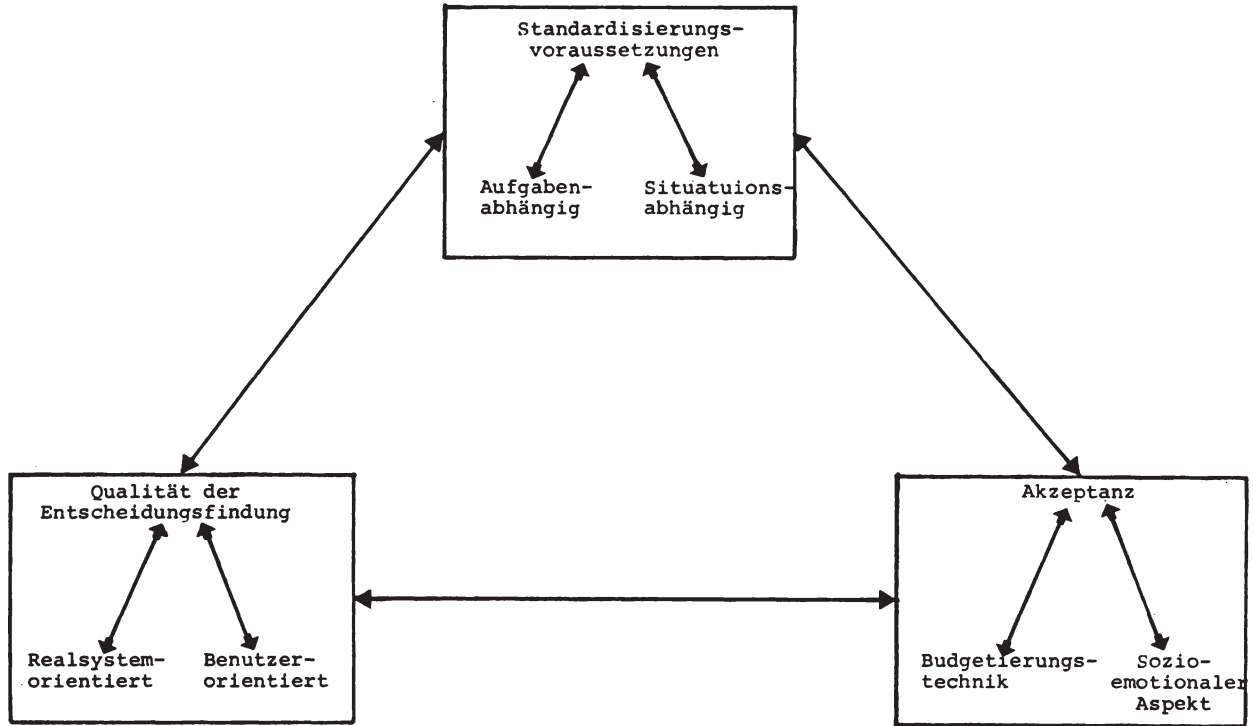 Standardisierungs-
voraussetzungen
Aufgaben-
abhängig
Situatuions-
abhängig
Qualität der
Entscheidungsfindung
Realsystem-
orientiert
Benutzer-
orientiert
Akzeptanz
Budgetierungs-
technik
Sozio-
emotionaler
Aspekt